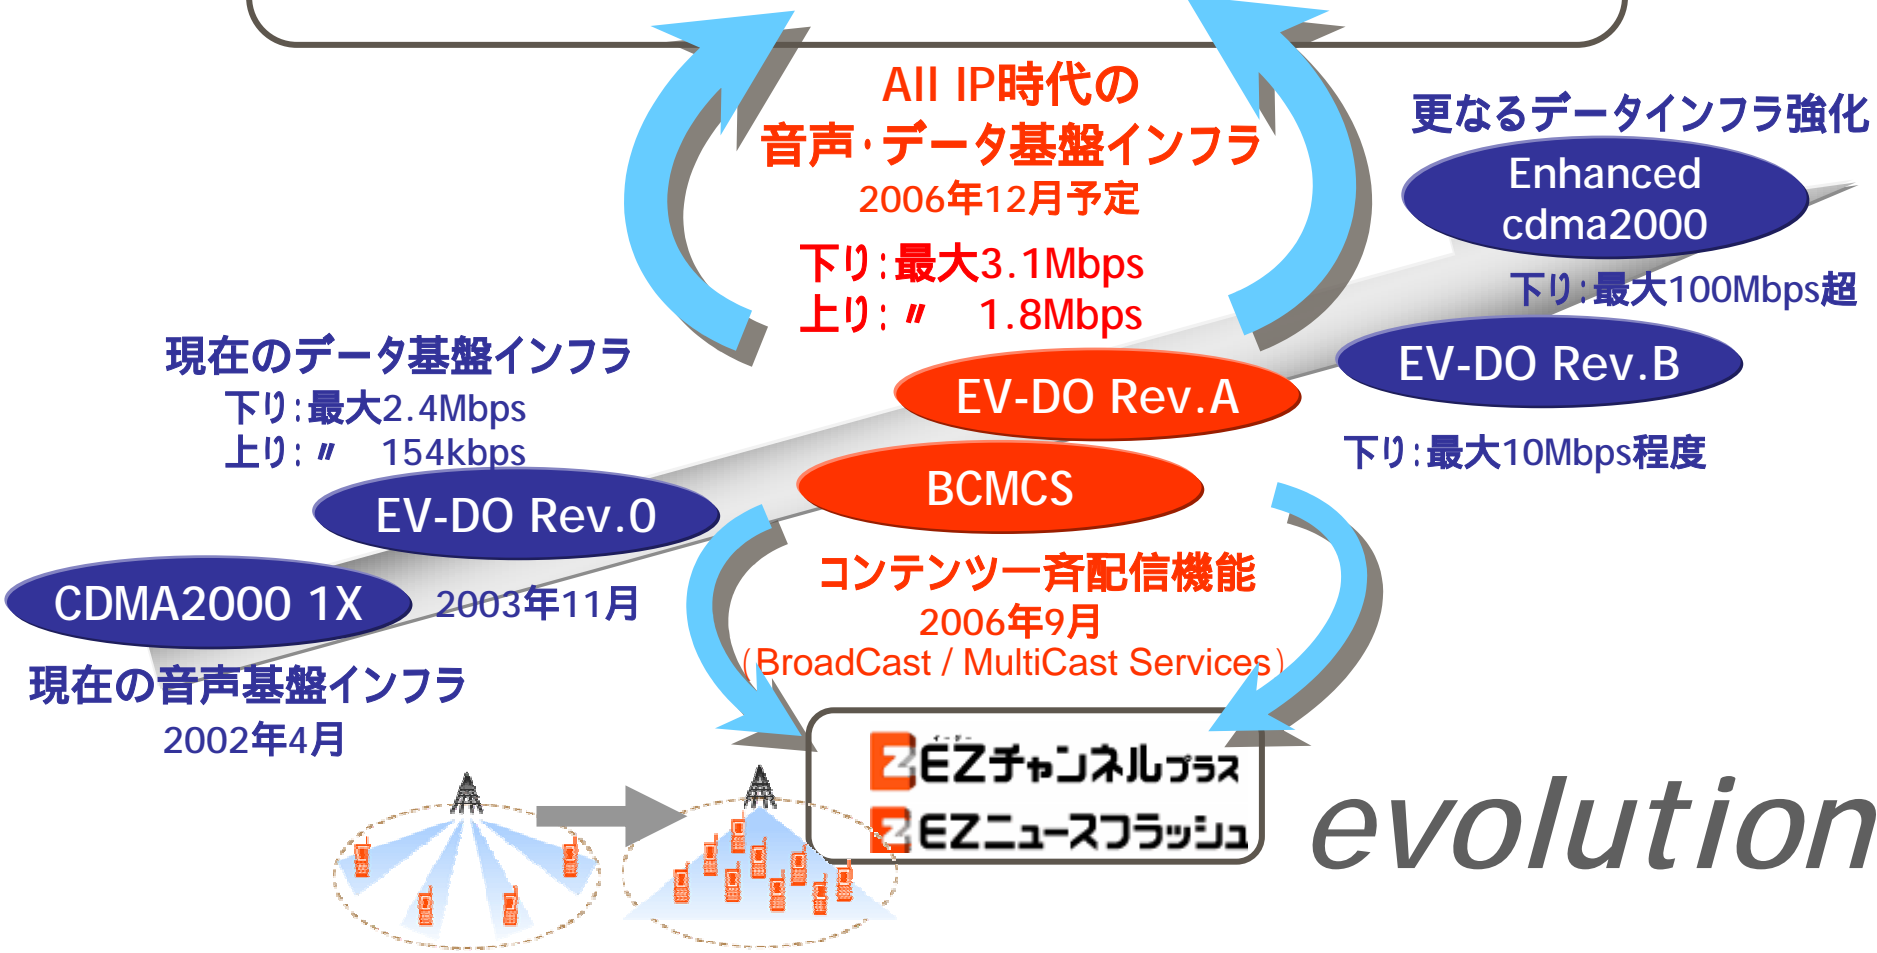 All IP時代の
音声・データ基盤インフラ
2006年12月予定
下り:最大3.1Mbps
上り:〃 1.8Mbps
更なるデータインフラ強化
Enhanced
cdma2000
下り:最大100Mbps超
EV-DO Rev.B
下り:最大10Mbps程度
EV-DO Rev.A
BCMCS
コンテンツ一斉配信機能
2006年9月
(BroadCast / MultiCast Services)
現在のデータ基盤インフラ
下り:最大2.4Mbps
上り:〃 154kbps
EV-DO Rev.0
2003年11月
CDMA2000 1X
現在の音声基盤インフラ
2002年4月
EZチャンネルプラス
EZニュースフラッシュ
evolution